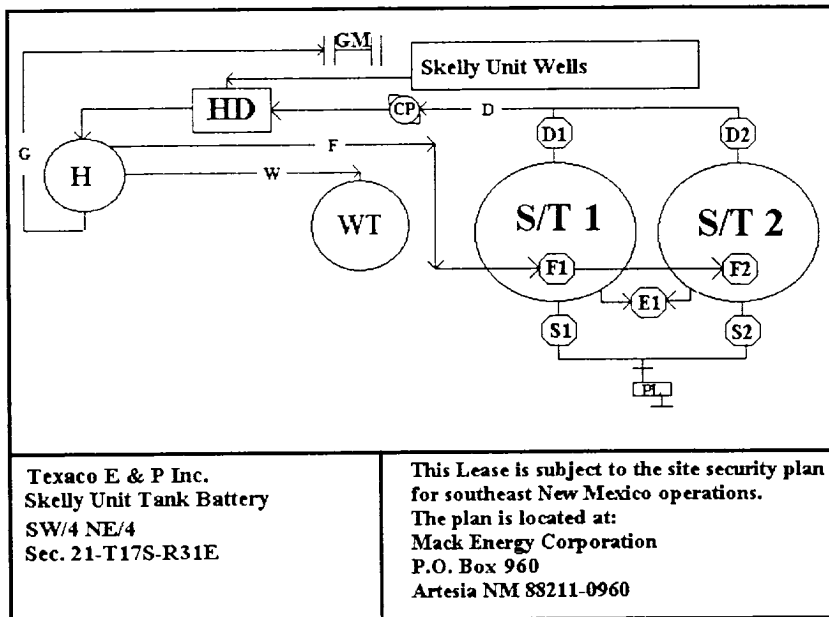 GM
Skelly Unit Wells
HD
CP
D
D1
D2
G
H
F
W
WT
S/T 1
S/T 2
F1
F2
E1
S1
S2
PL
Texaco E & P Inc.
Skelly Unit Tank Battery
SW/4 NE/4
Sec. 21-T17S-R31E
This Lease is subject to the site security plan
for southeast New Mexico operations.
The plan is located at:
Mack Energy Corporation
P.O. Box 960
Artesia NM 88211-0960